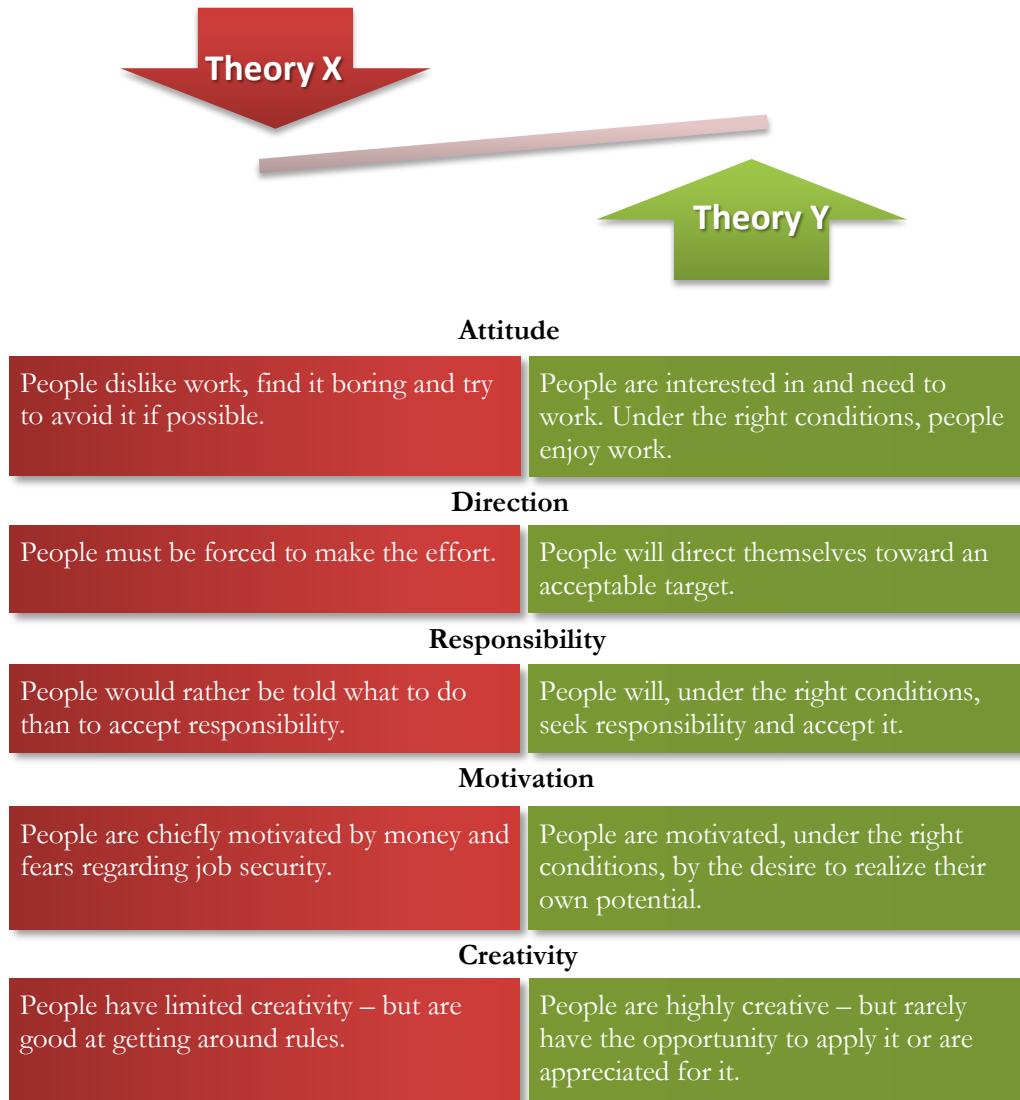 Theory X
Theory Y
Attitude
People dislike work, find it boring and try
to avoid it if possible.
People are interested in and need to
work. Under the right conditions, people
enjoy work.
Direction
People must be forced to make the effort.
People will direct themselves toward an
acceptable target.
Responsibility
People would rather be told what to do
than to accept responsibility.
People will, under the right conditions,
seek responsibility and accept it.
Motivation
People are chiefly motivated by money and
fears regarding job security.
People are motivated, under the right
conditions, by the desire to realize their
own potential.
Creativity
People have limited creativity – but are
good at getting around rules.
People are highly creative – but rarely
have the opportunity to apply it or are
appreciated for it.